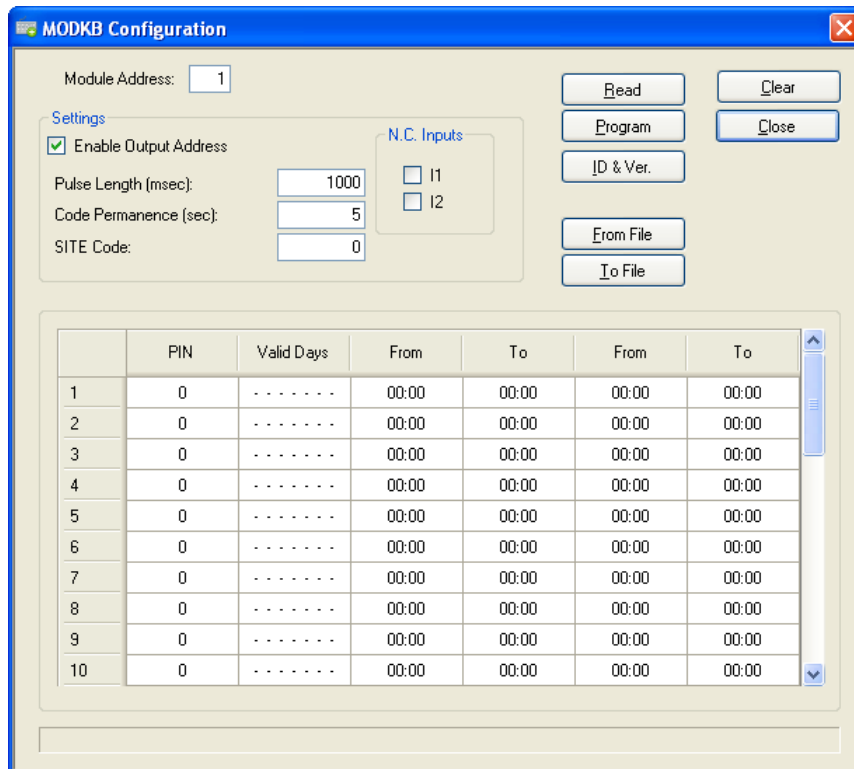 MODKB Configuration
Module Address: 1
Read
Clear
Settings
Enable Output Address
N.C. Inputs
Program
Close
Pulse Length (msec): 1000
I1
ID & Ver.
Code Permanence (sec): 5
I2
SITE Code: 0
From File
To File
PIN Valid Days From To From To
1 0 - - - - - - - 00:00 00:00 00:00 00:00
2 0 - - - - - - - 00:00 00:00 00:00 00:00
3 0 - - - - - - - 00:00 00:00 00:00 00:00
4 0 - - - - - - - 00:00 00:00 00:00 00:00
5 0 - - - - - - - 00:00 00:00 00:00 00:00
6 0 - - - - - - - 00:00 00:00 00:00 00:00
7 0 - - - - - - - 00:00 00:00 00:00 00:00
8 0 - - - - - - - 00:00 00:00 00:00 00:00
9 0 - - - - - - - 00:00 00:00 00:00 00:00
10 0 - - - - - - - 00:00 00:00 00:00 00:00